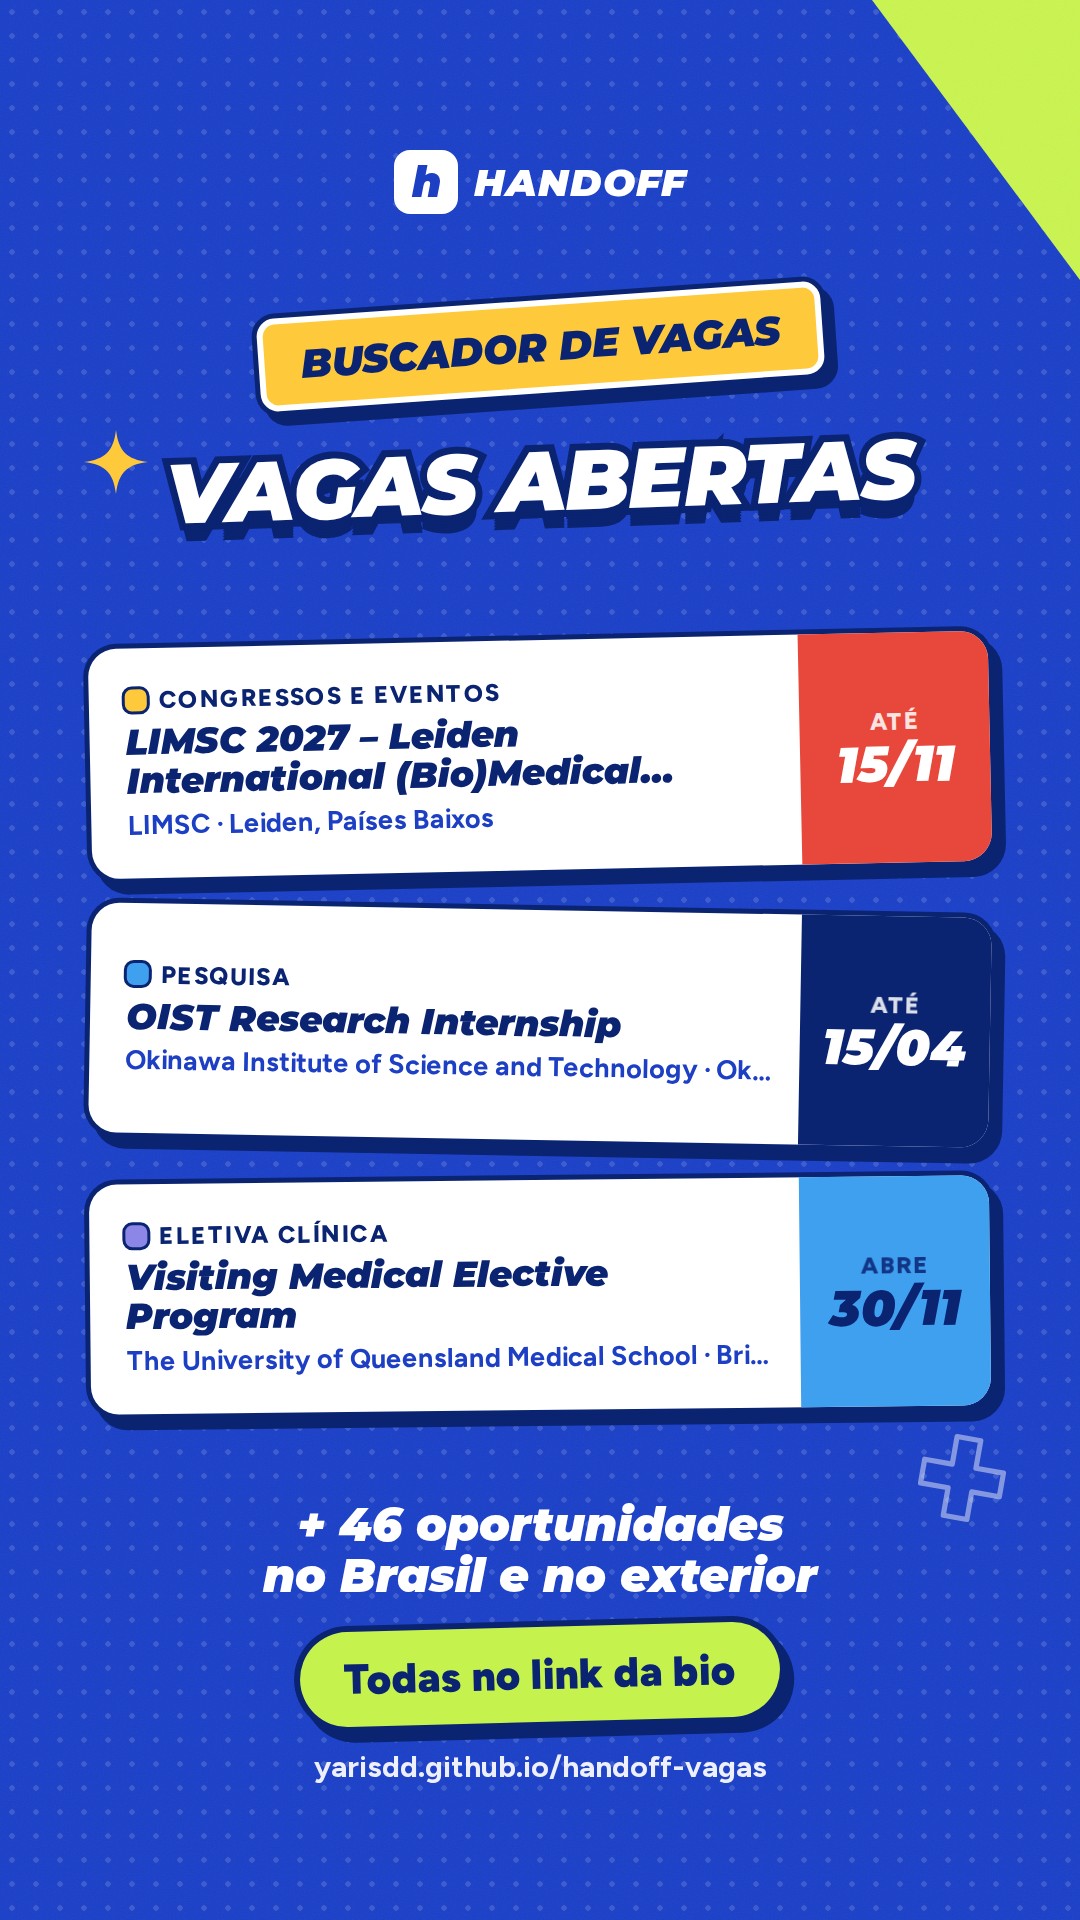 h HANDOFF
BUSCADOR DE VAGAS
VAGAS ABERTAS
CONGRESSOS E EVENTOS
LIMSC 2027 – Leiden
International (Bio)Medical...
LIMSC · Leiden, Países Baixos
ATÉ
15/11
PESQUISA
OIST Research Internship
Okinawa Institute of Science and Technology · Ok...
ATÉ
15/04
ELETIVA CLÍNICA
Visiting Medical Elective
Program
The University of Queensland Medical School · Bri...
ABRE
30/11
+ 46 oportunidades
no Brasil e no exterior
Todas no link da bio
yarisdd.github.io/handoff-vagas